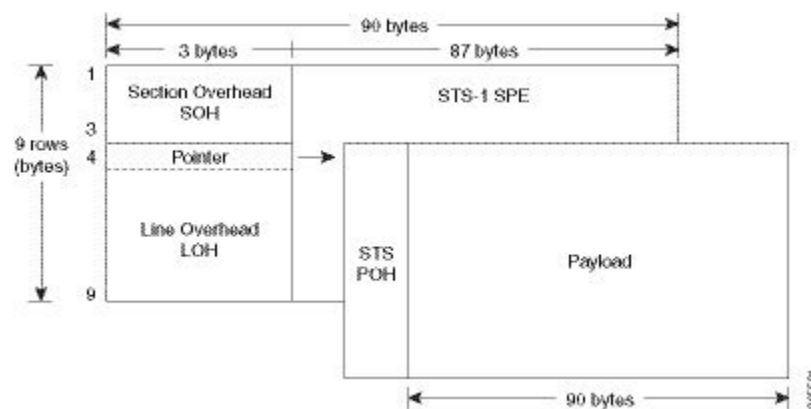 90 bytes
3 bytes
87 bytes
1
Section Overhead
SOH
STS-1 SPE
3
9 rows
(bytes)
4
Pointer
Line Overhead
LOH
STS
POH
Payload
9
90 bytes